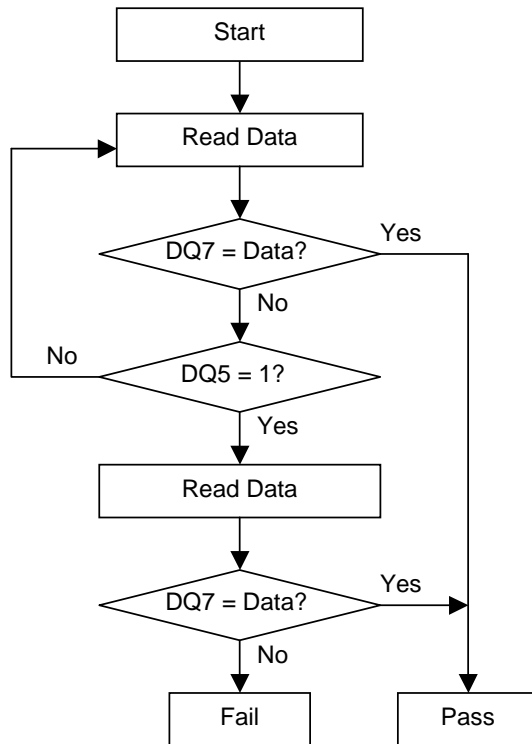 Start
Read Data
DQ7 = Data?
Yes
No
No
DQ5 = 1?
Yes
Read Data
DQ7 = Data?
Yes
No
Fail
Pass